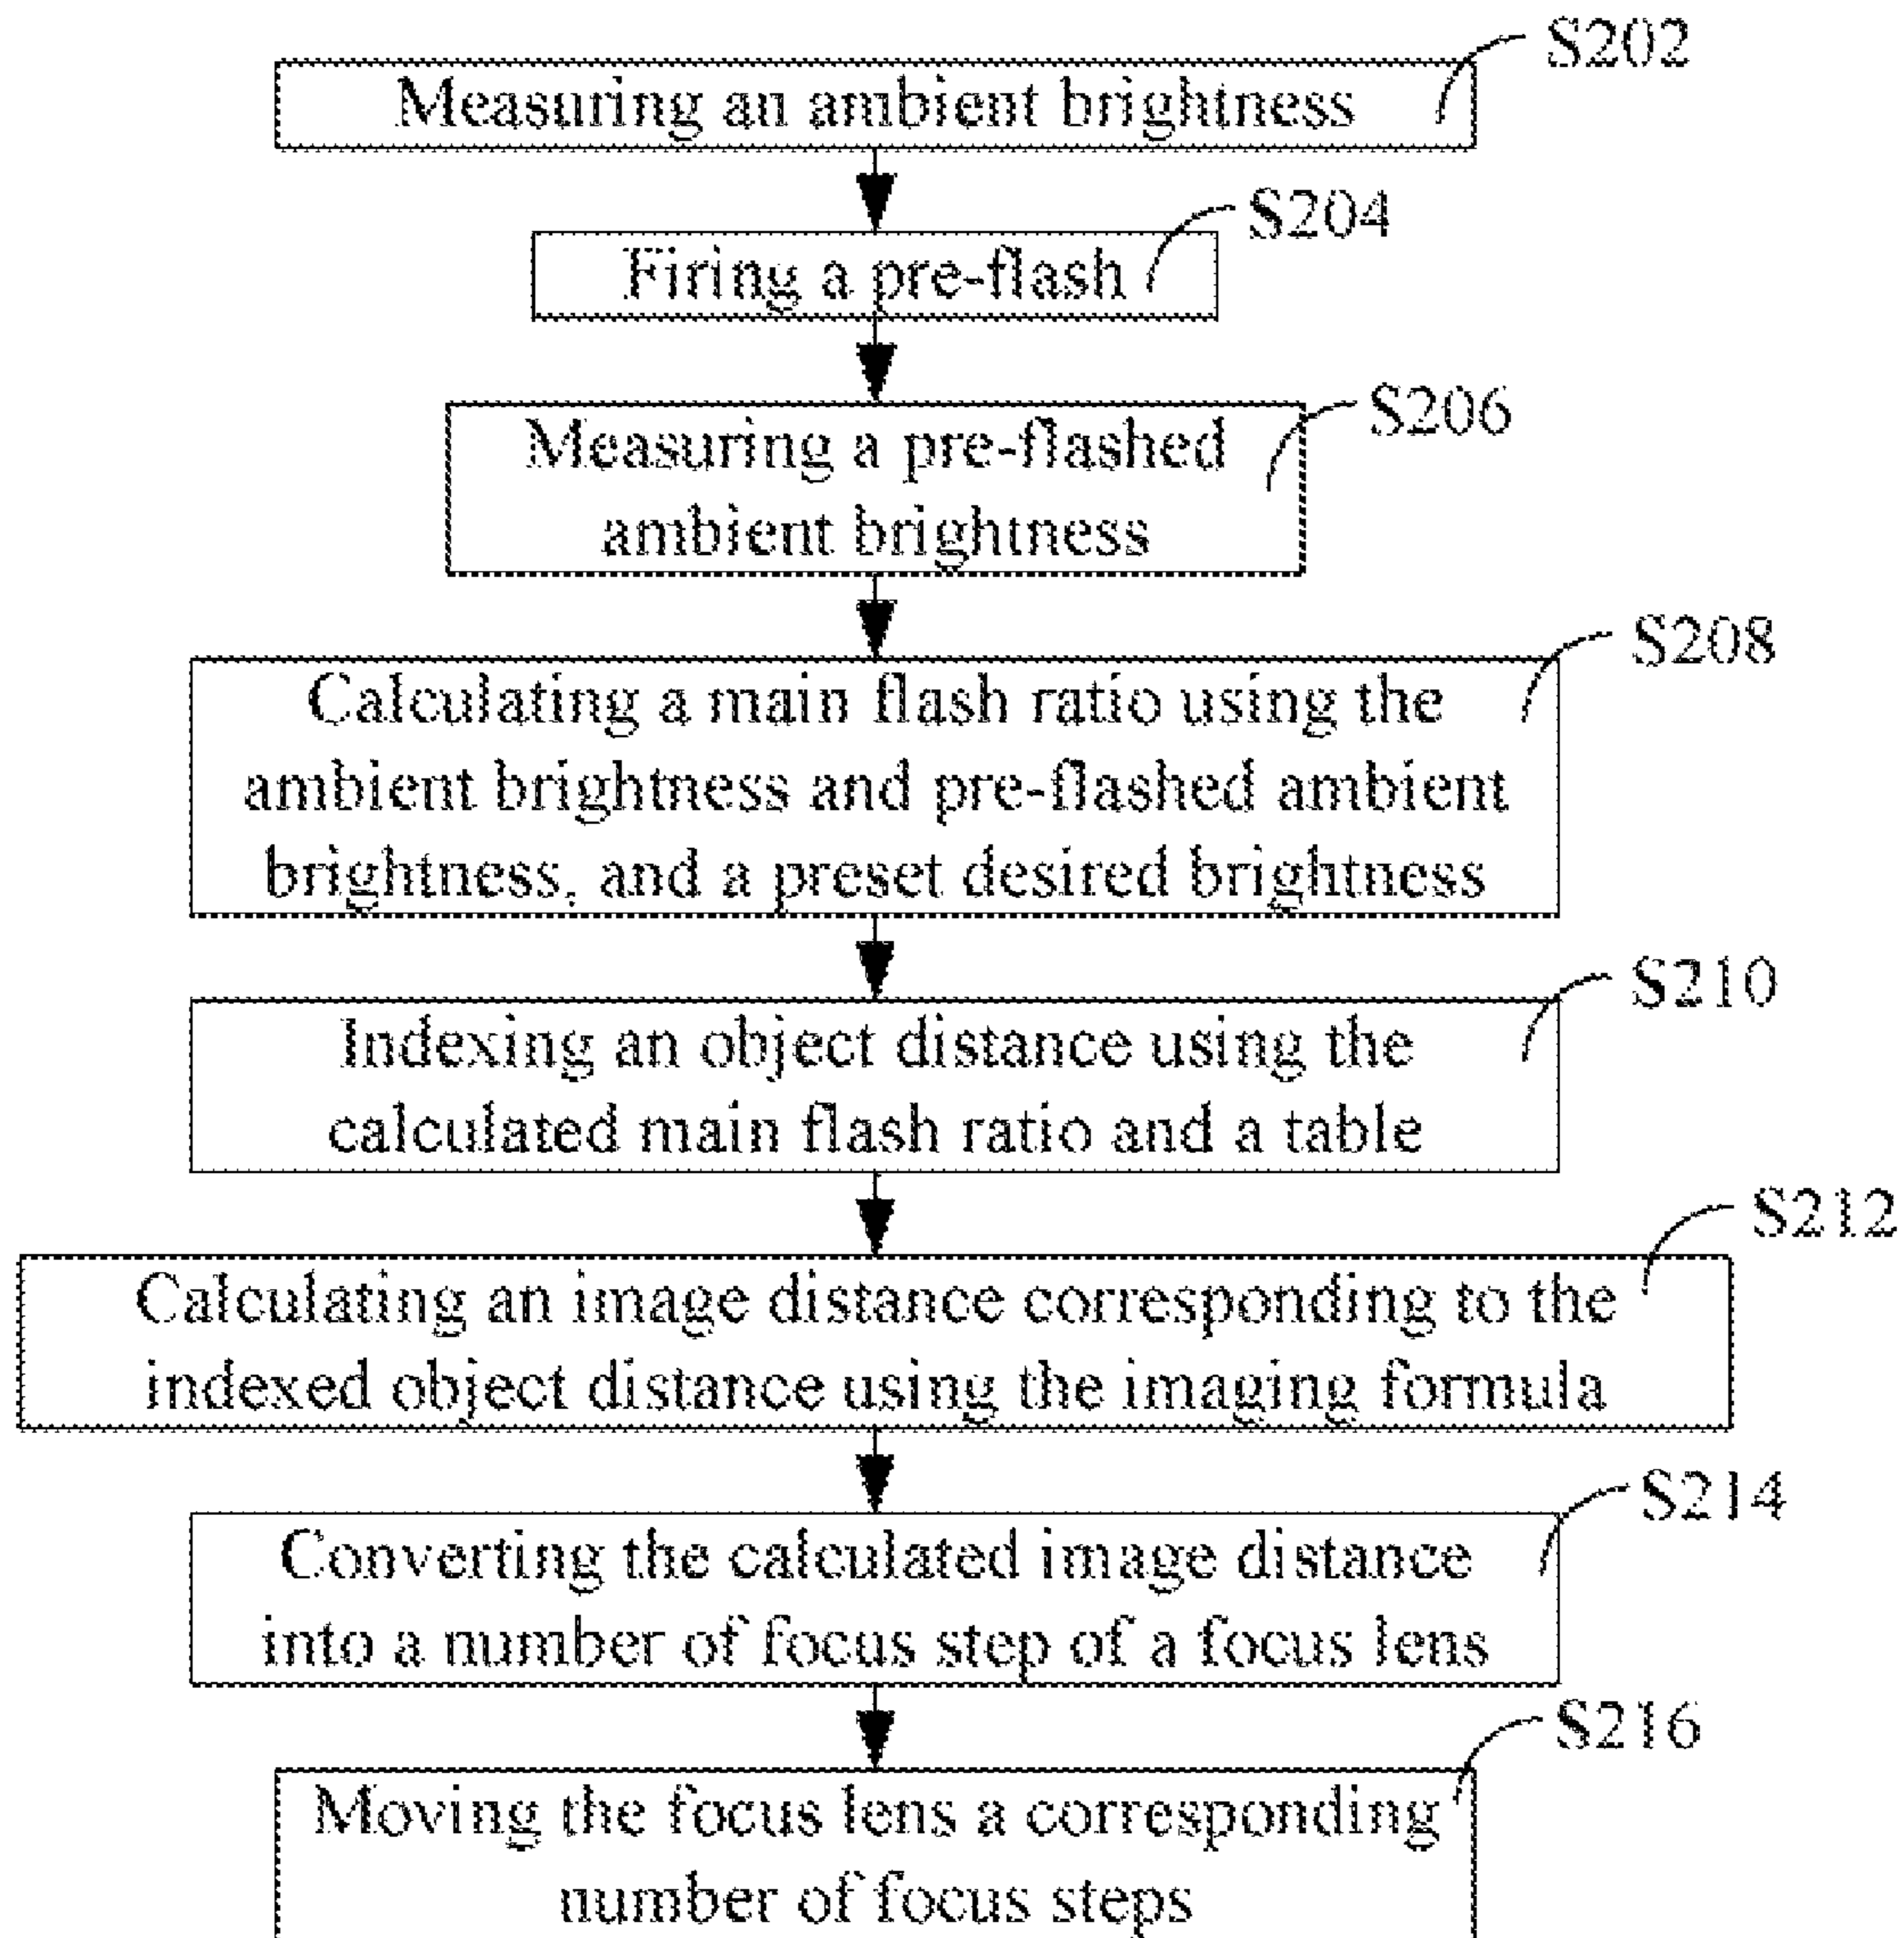 S202
Measuring an ambient brightness
S204
Firing a pre-flash
S206
Measuring a pre-flashed
ambient brightness
S208
Calculating a main flash ratio using the
ambient brightness and pre-flashed ambient
brightness, and a preset desired brightness
S210
Indexing an object distance using the
calculated main flash ratio and a table
S212
Calculating an image distance corresponding to the
indexed object distance using the imaging formula
S214
Converting the calculated image distance
into a number of focus step of a focus lens
S216
Moving the focus lens a corresponding
number of focus steps